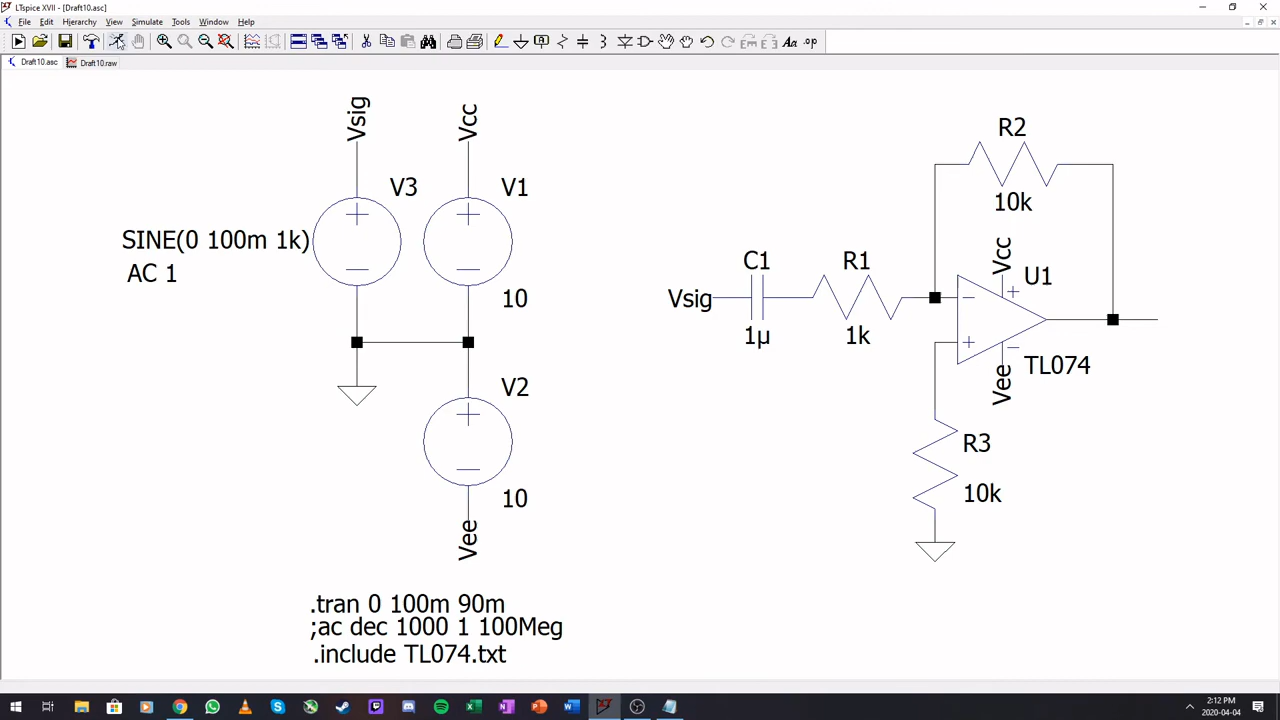 LTspice XVII - [Draft10.asc]
File Edit Hierarchy View Simulate Tools Window Help
Draft10.asc Draft10.raw
Vsig
Vcc
V3
V1
SINE(0 100m 1k)
AC 1
10
V2
10
Vee
.tran 0 100m 90m
;ac dec 1000 1 100Meg
.include TL074.txt
R2
10k
Vcc
U1
C1
R1
Vsig
1µ
1k
Vee
TL074
R3
10k
2:12 PM
2020-04-04